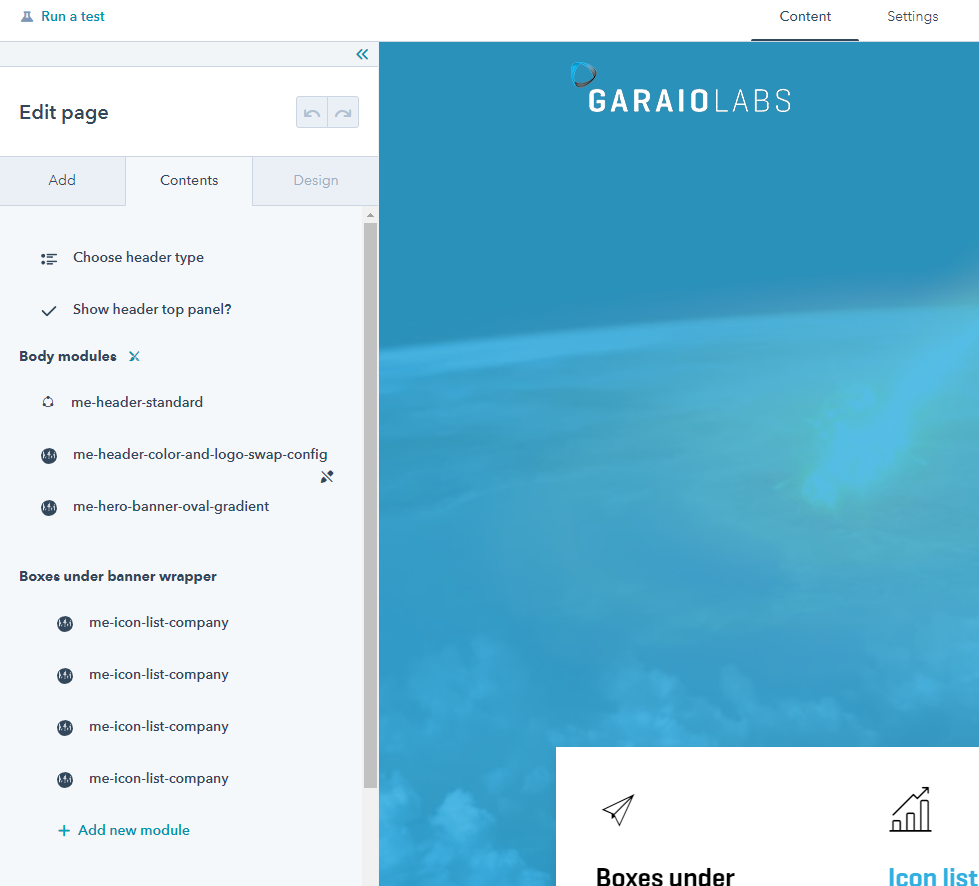 Run a test
Content
Settings
Edit page
Add
Contents
Design
Choose header type
Show header top panel?
Body modules
me-header-standard
me-header-color-and-logo-swap-config
me-hero-banner-oval-gradient
Boxes under banner wrapper
me-icon-list-company
me-icon-list-company
me-icon-list-company
me-icon-list-company
+ Add new module
GARAIOLABS
Boxes under
Icon list